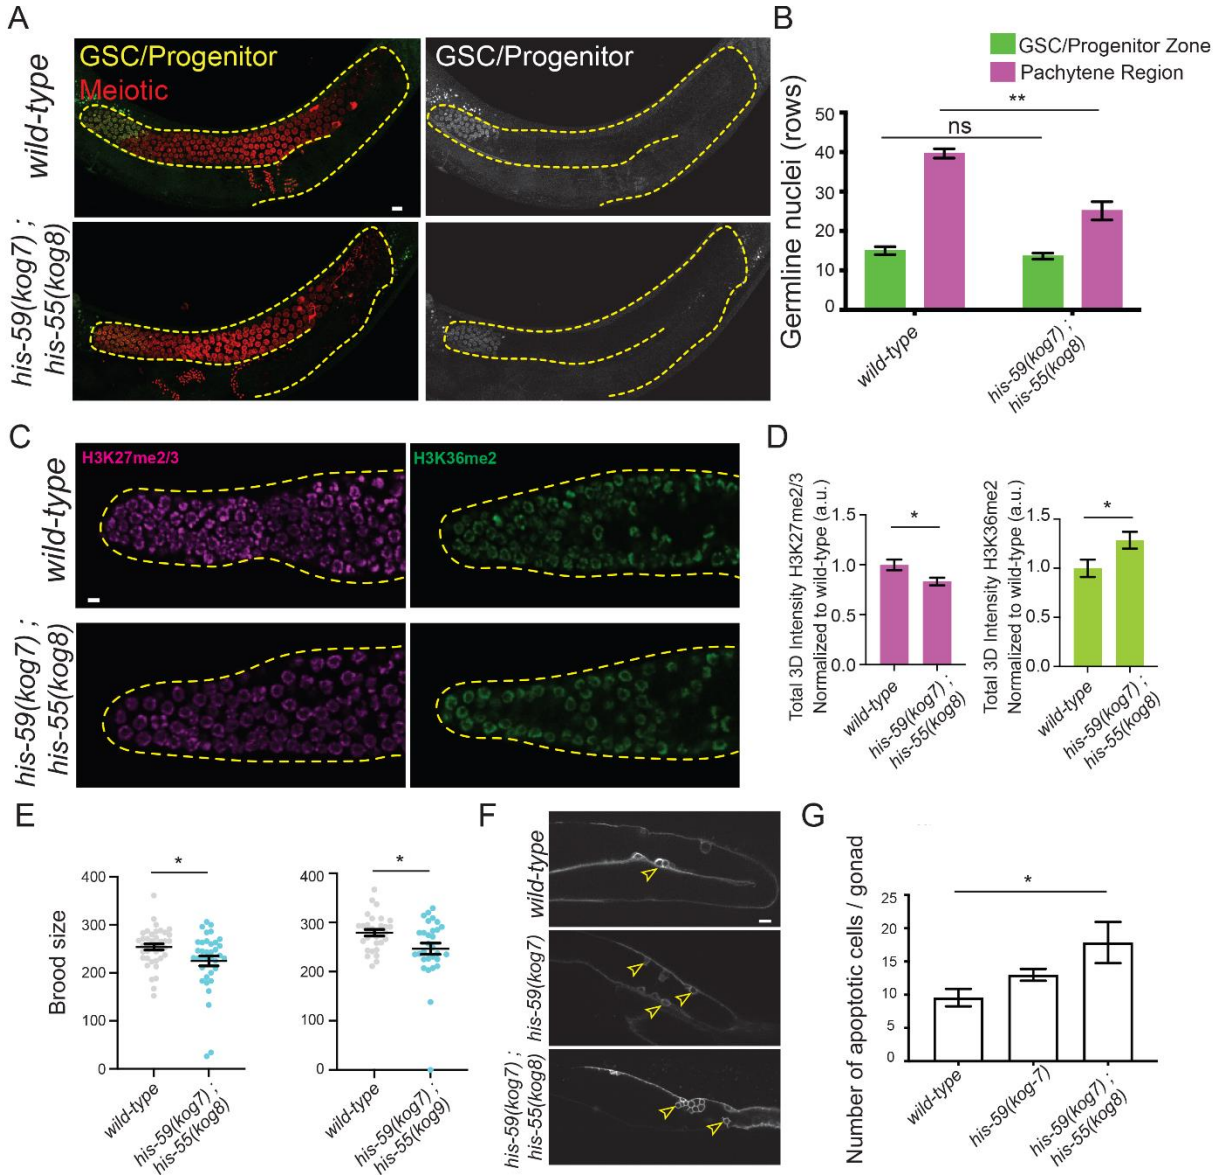 A
GSC/Progenitor
Meiotic
GSC/Progenitor
wild-type
his-59(kog7) ;
his-55(kog8)
B
GSC/Progenitor Zone
Pachytene Region
**
ns
50
40
30
20
10
0
Germline nuclei (rows)
wild-type
his-59(kog7) ;
his-55(kog8)
C
H3K27me2/3
H3K36me2
wild-type
his-59(kog7) ;
his-55(kog8)
D
Total 3D Intensity H3K27me2/3
Normalized to wild-type (a.u.)
1.5
1.0
0.5
0.0
*
wild-type
his-59(kog7) ;
his-55(kog8)
Total 3D Intensity H3K36me2
Normalized to wild-type (a.u.)
1.5
1.0
0.5
0.0
*
wild-type
his-59(kog7) ;
his-55(kog8)
E
Brood size
400
300
200
100
0
*
wild-type
his-59(kog7) ;
his-55(kog8)
400
300
200
100
0
*
wild-type
his-59(kog7) ;
his-55(kog9)
F
wild-type
his-59(kog7)
his-59(kog7) ;
his-55(kog8)
G
Number of apoptotic cells / gonad
25
20
15
10
5
0
*
wild-type
his-59(kog-7)
his-59(kog7) ;
his-55(kog8)